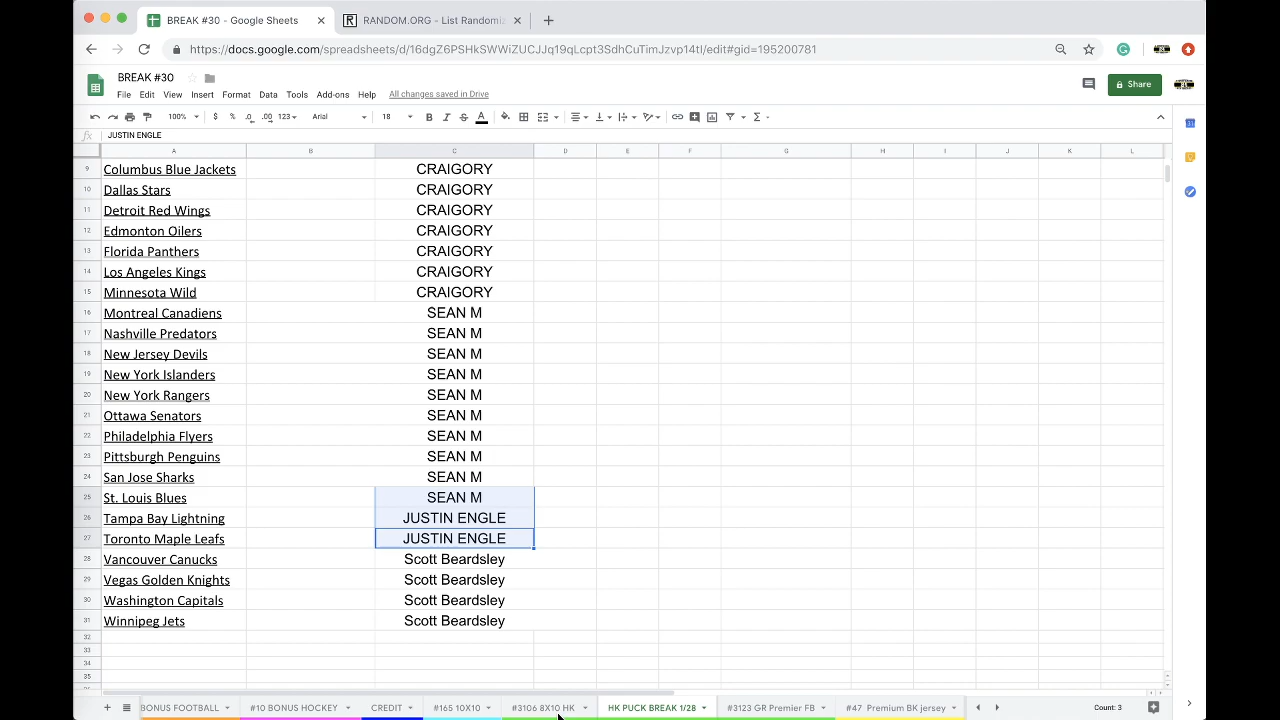 BREAK #30 - Google Sheets
RANDOM.ORG - List Randomiz
https://docs.google.com/spreadsheets/d/16dgZ6PSHkSWWiZUCJJq19qLcpt3SdhCuTimJzvp14tI/edit#gid=195200781
BREAK #30
File Edit View Insert Format Data Tools Add-ons Help All changes saved in Drive
Share
100% $ % .0 .00 123 Arial 18 B I S A
fx JUSTIN ENGLE
A B C D E F G H I J K L
9 Columbus Blue Jackets CRAIGORY
10 Dallas Stars CRAIGORY
11 Detroit Red Wings CRAIGORY
12 Edmonton Oilers CRAIGORY
13 Florida Panthers CRAIGORY
14 Los Angeles Kings CRAIGORY
15 Minnesota Wild CRAIGORY
16 Montreal Canadiens SEAN M
17 Nashville Predators SEAN M
18 New Jersey Devils SEAN M
19 New York Islanders SEAN M
20 New York Rangers SEAN M
21 Ottawa Senators SEAN M
22 Philadelphia Flyers SEAN M
23 Pittsburgh Penguins SEAN M
24 San Jose Sharks SEAN M
25 St. Louis Blues SEAN M
26 Tampa Bay Lightning JUSTIN ENGLE
27 Toronto Maple Leafs JUSTIN ENGLE
28 Vancouver Canucks Scott Beardsley
29 Vegas Golden Knights Scott Beardsley
30 Washington Capitals Scott Beardsley
31 Winnipeg Jets Scott Beardsley
32
33
34
35
BONUS FOOTBALL #10 BONUS HOCKEY CREDIT #3106 8X10 HK HK PUCK BREAK 1/28 #3123 GR Premier FB #47 Premium BK jersey Count: 3